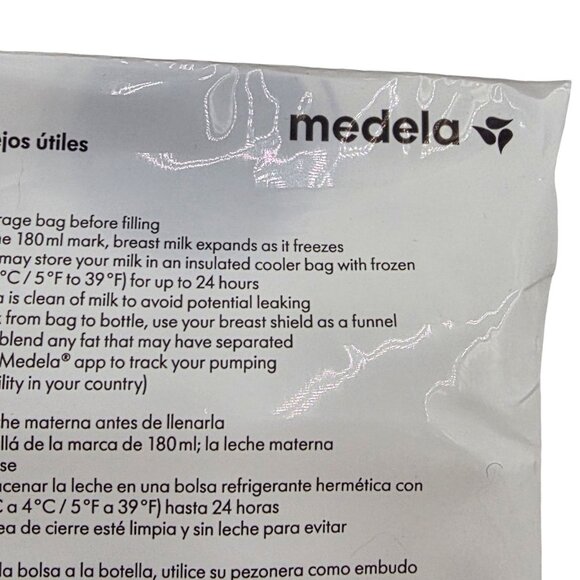 medela
ejos útiles
rage bag before filling
e 180 ml mark, breast milk expands as it freezes
may store your milk in an insulated cooler bag with frozen
°C / 5°F to 39°F) for up to 24 hours
a is clean of milk to avoid potential leaking
k from bag to bottle, use your breast shield as a funnel
blend any fat that may have separated
Medela® app to track your pumping
ility in your country)
che materna antes de llenarla
llá de la marca de 180 ml; la leche materna
se
acenar la leche en una bolsa refrigerante hermética con
C a 4°C / 5°F a 39°F) hasta 24 horas
ea de cierre esté limpia y sin leche para evitar
la bolsa a la botella, utilice su pezonera como embudo